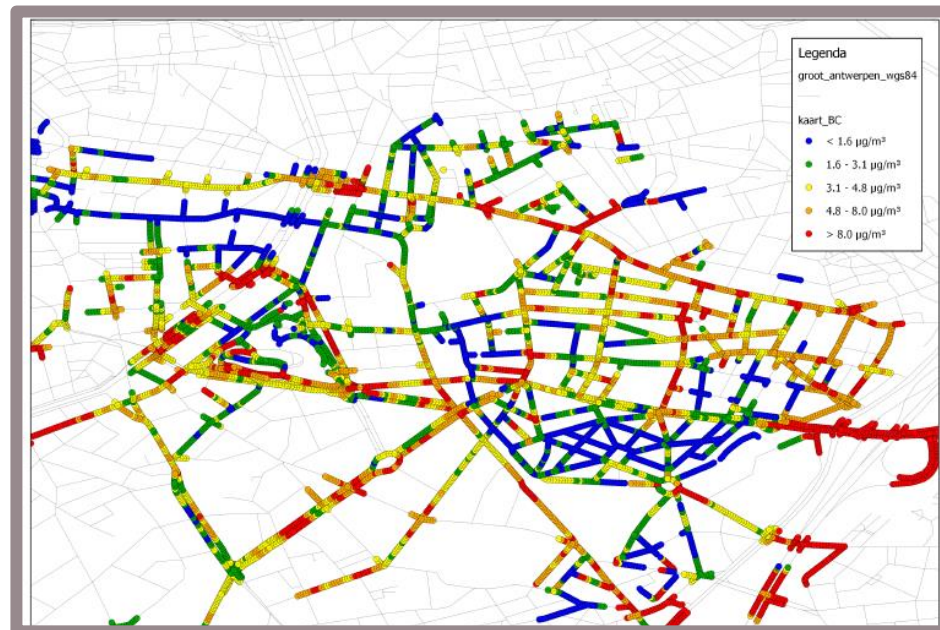 Legenda
groot_antwerpen_wgs84
kaart_BC
< 1.6 µg/m³
1.6 - 3.1 µg/m³
3.1 - 4.8 µg/m³
4.8 - 8.0 µg/m³
> 8.0 µg/m³